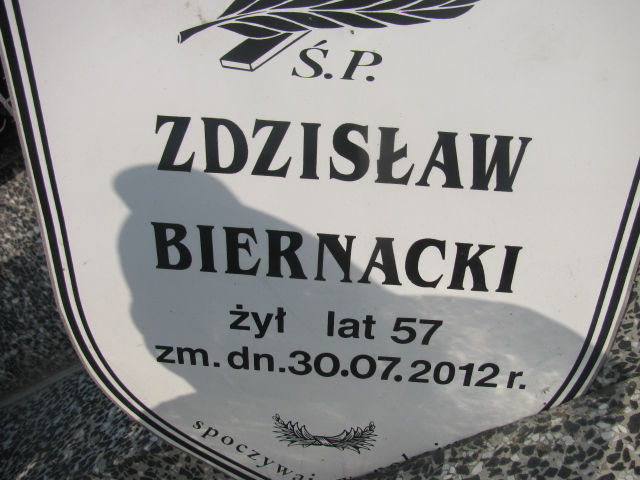 Ś.P.
ZDZISŁAW
BIERNACKI
żył lat 57
zm. dn. 30.07.2012 r.